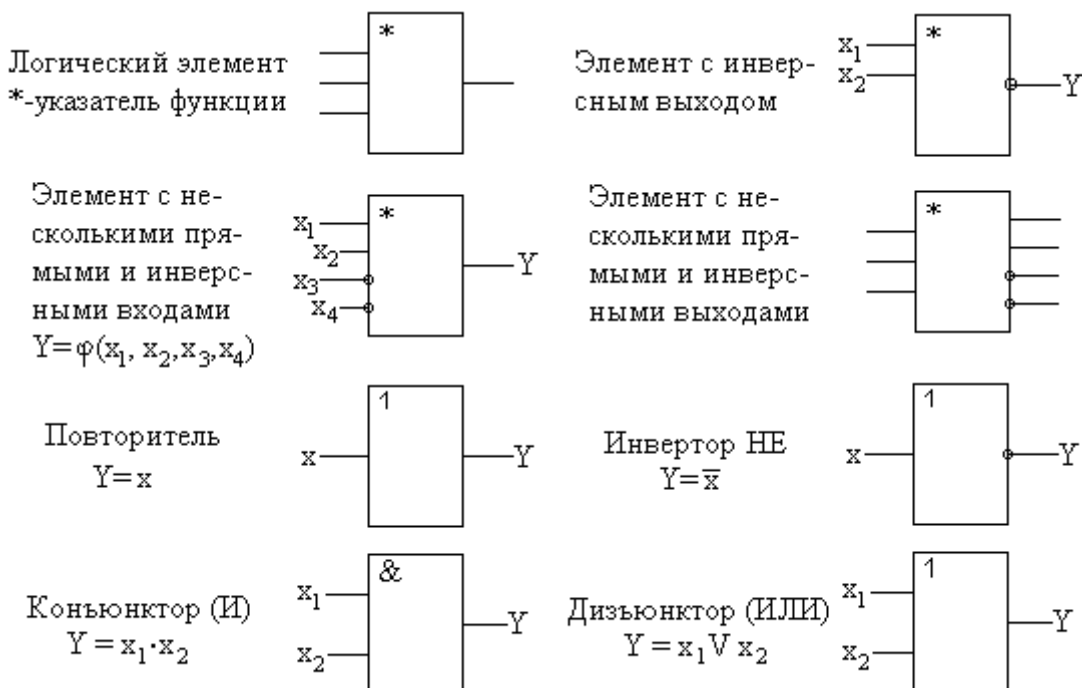 Логический элемент
*-указатель функции
*
Элемент с инвер-
сным выходом
x₁
x₂
*
Y
Элемент с не-
сколькими пря-
мыми и инверс-
ными входами
Y=φ(x₁, x₂,x₃,x₄)
x₁
x₂
x₃
x₄
*
Y
Элемент с не-
сколькими пря-
мыми и инверс-
ными выходами
*
Повторитель
Y=x
x
1
Y
Инвертор НЕ
Y=x̅
x
1
Y
Конъюнктор (И)
Y = x₁·x₂
x₁
x₂
&
Y
Дизъюнктор (ИЛИ)
Y = x₁V x₂
x₁
x₂
1
Y